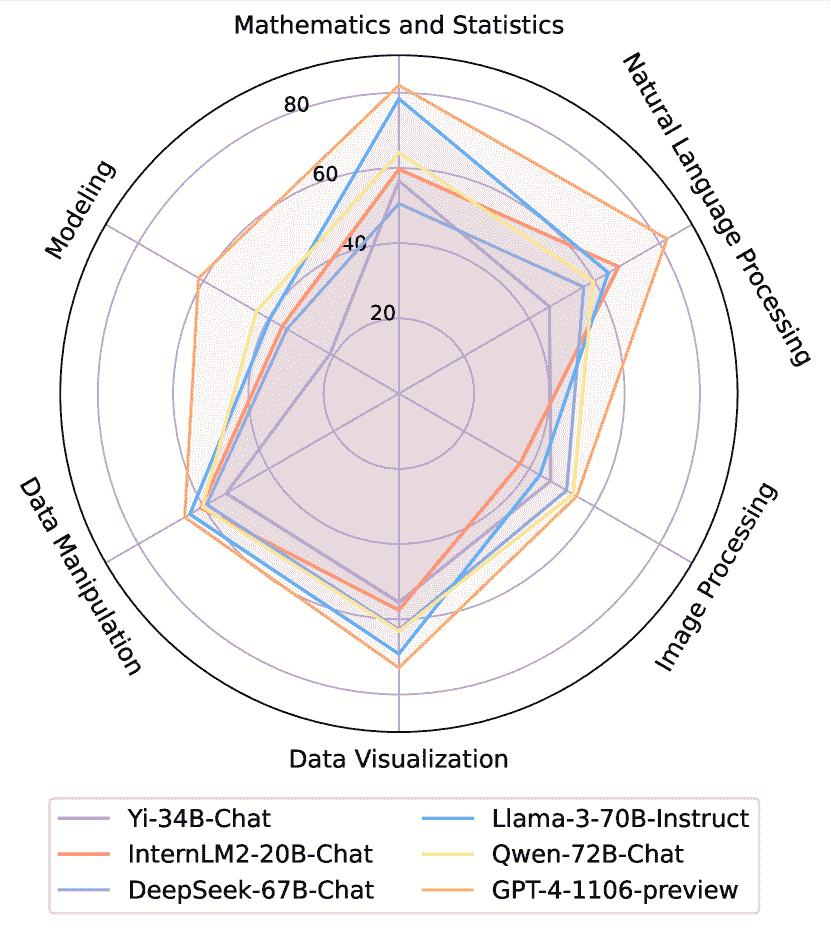 Mathematics and Statistics
Natural Language Processing
80
60
Modeling
40
20
Data Manipulation
Image Processing
Data Visualization
Yi-34B-Chat
Llama-3-70B-Instruct
InternLM2-20B-Chat
Qwen-72B-Chat
DeepSeek-67B-Chat
GPT-4-1106-preview